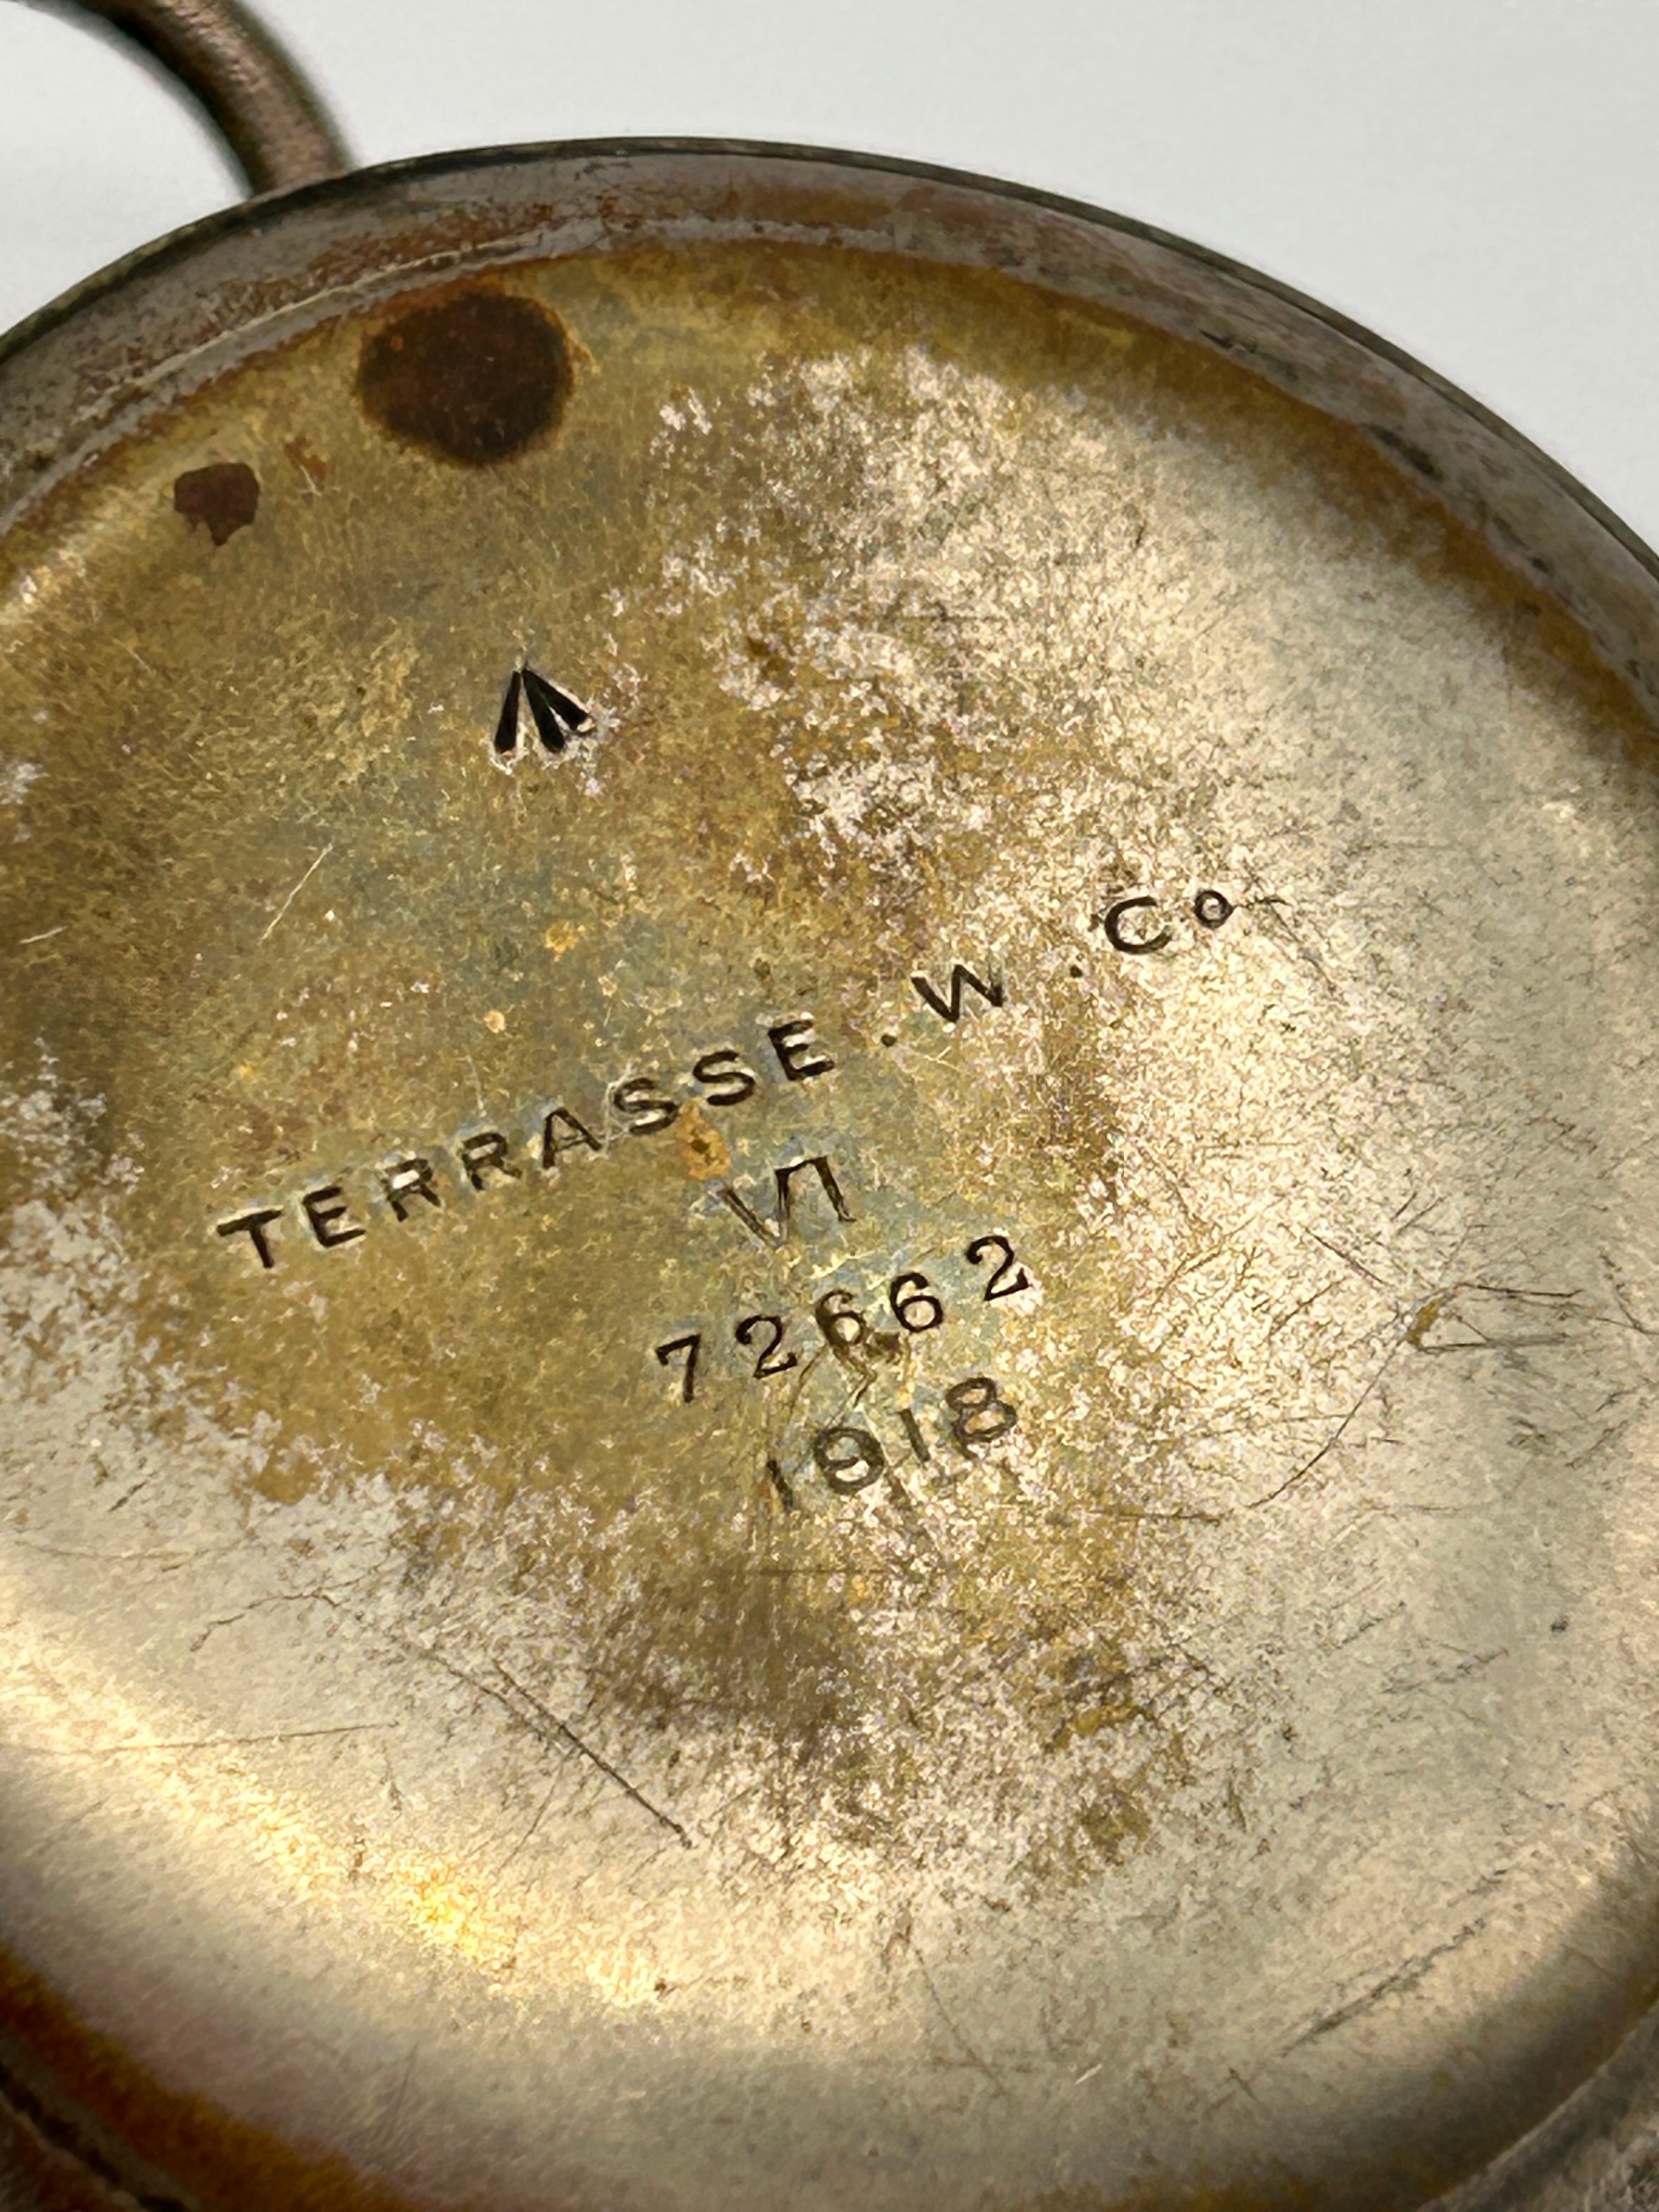 TERRASSE . W . Co
VI
72662
1918